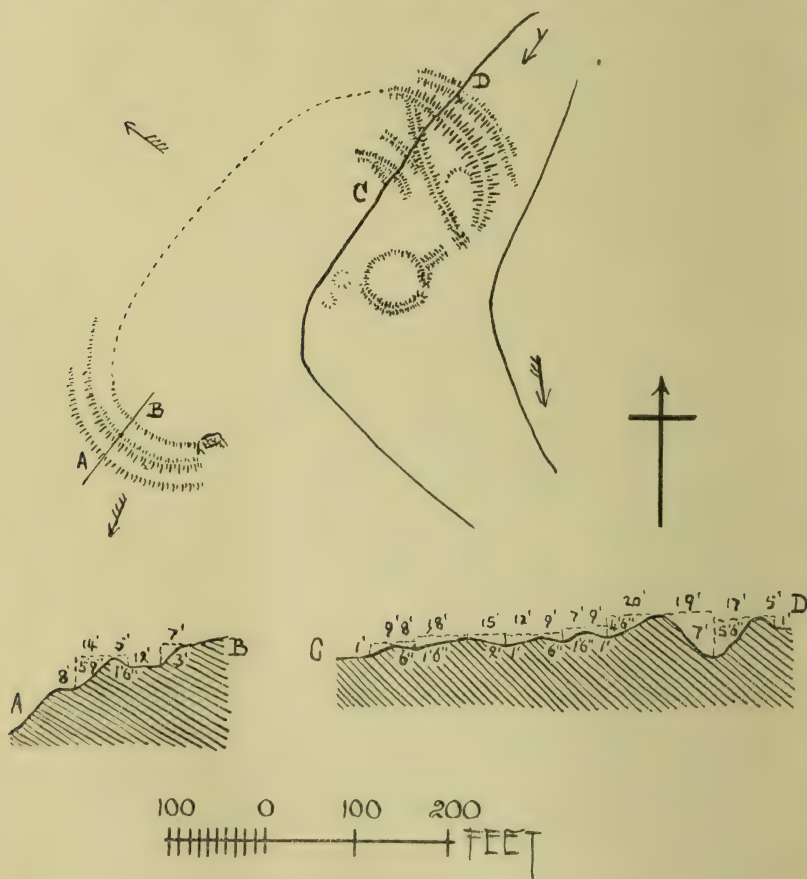 D
C
B
A
20' 19' 17' 5' D
9' 8' 18' 15' 12' 9' 7' 9' 4'6" 7' 5'6" 1'
C 1' 6" 1'6" 2' 1' 6" 1'6" 1'
14' 5' 7' B
8' 5'9" 1'6" 12' 3'
A
100 0 100 200 FEET